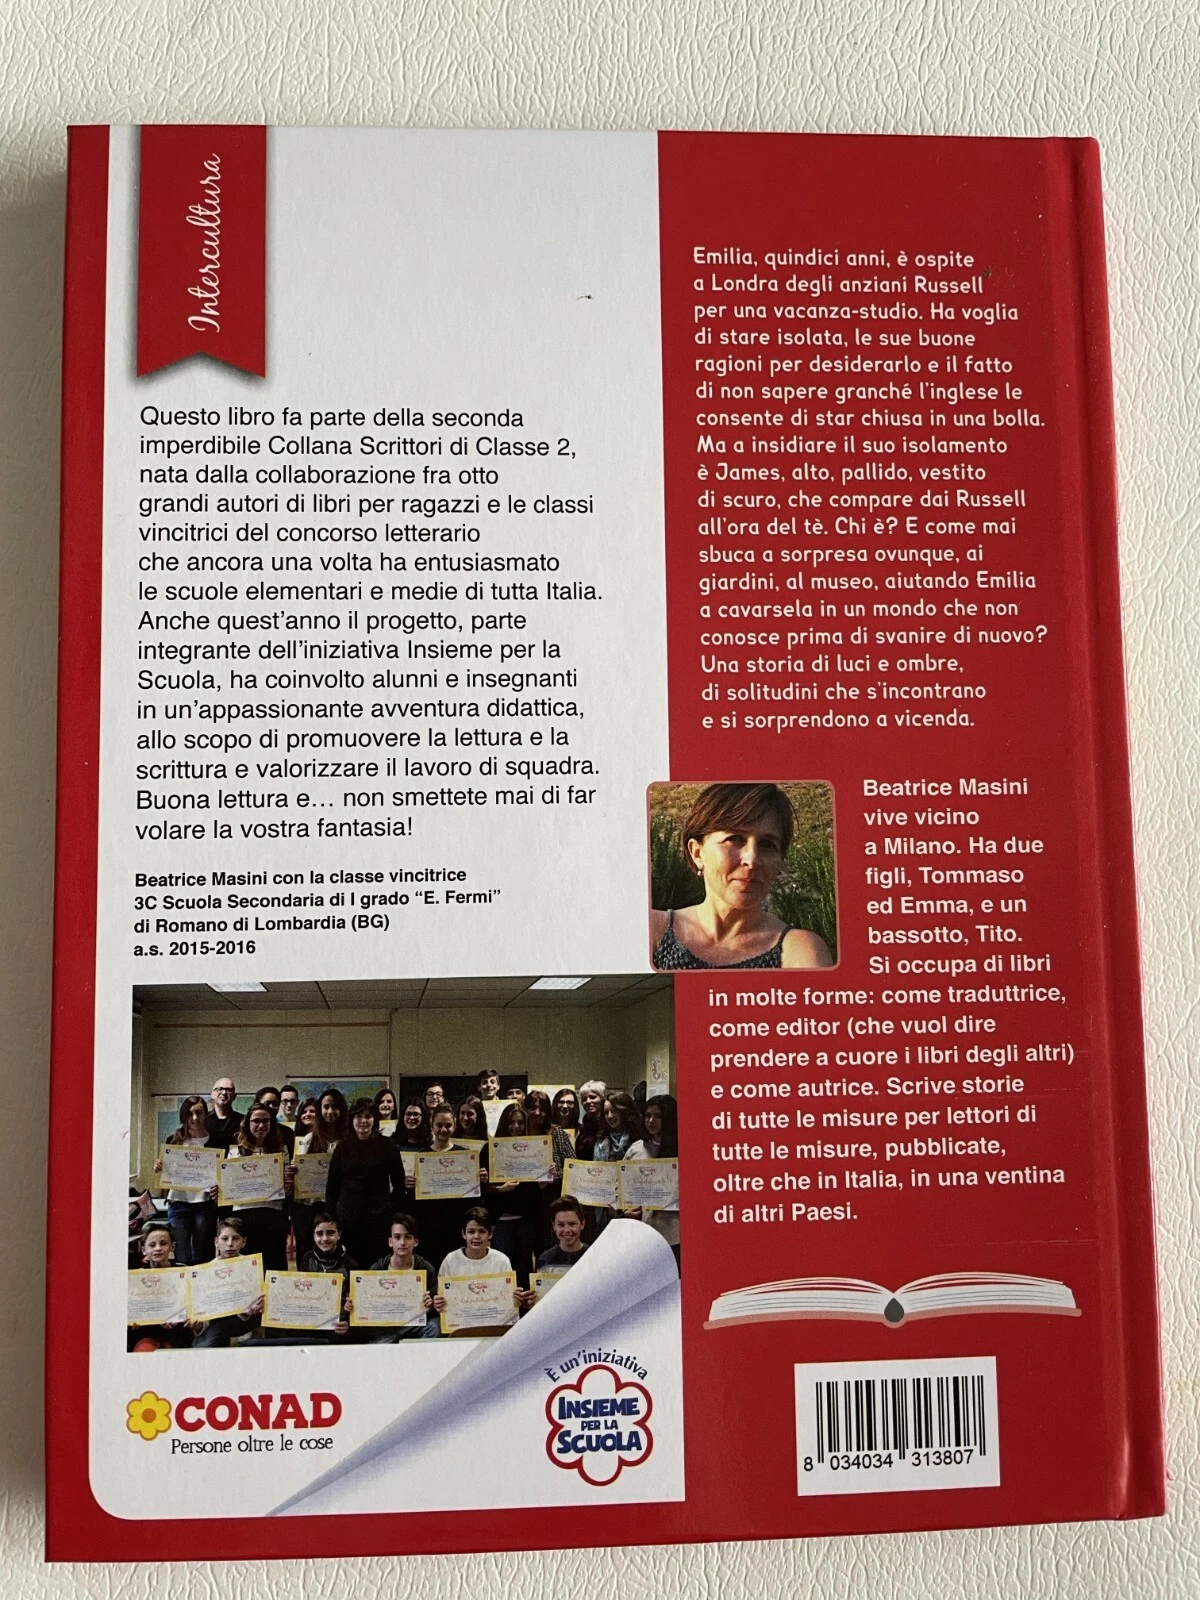 Intercultura
Questo libro fa parte della seconda
imperdibile Collana Scrittori di Classe 2,
nata dalla collaborazione fra otto
grandi autori di libri per ragazzi e le classi
vincitrici del concorso letterario
che ancora una volta ha entusiasmato
le scuole elementari e medie di tutta Italia.
Anche quest'anno il progetto, parte
integrante dell'iniziativa Insieme per la
Scuola, ha coinvolto alunni e insegnanti
in un'appassionante avventura didattica,
allo scopo di promuovere la lettura e la
scrittura e valorizzare il lavoro di squadra.
Buona lettura e… non smettete mai di far
volare la vostra fantasia!
Beatrice Masini con la classe vincitrice
3C Scuola Secondaria di I grado "E. Fermi"
di Romano di Lombardia (BG)
a.s. 2015-2016
CONAD
Persone oltre le cose
È un'iniziativa
INSIEME
PER LA
SCUOLA
Emilia, quindici anni, è ospite
a Londra degli anziani Russell
per una vacanza-studio. Ha voglia
di stare isolata, le sue buone
ragioni per desiderarlo e il fatto
di non sapere granché l'inglese le
consente di star chiusa in una bolla.
Ma a insidiare il suo isolamento
è James, alto, pallido, vestito
di scuro, che compare dai Russell
all'ora del tè. Chi è? E come mai
sbuca a sorpresa ovunque, ai
giardini, al museo, aiutando Emilia
a cavarsela in un mondo che non
conosce prima di svanire di nuovo?
Una storia di luci e ombre,
di solitudini che s'incontrano
e si sorprendono a vicenda.
Beatrice Masini
vive vicino
a Milano. Ha due
figli, Tommaso
ed Emma, e un
bassotto, Tito.
Si occupa di libri
in molte forme: come traduttrice,
come editor (che vuol dire
prendere a cuore i libri degli altri)
e come autrice. Scrive storie
di tutte le misure per lettori di
tutte le misure, pubblicate,
oltre che in Italia, in una ventina
di altri Paesi.
8 034034 313807